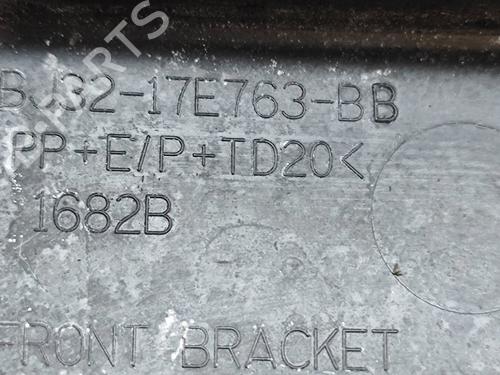 BJ32-17E763-BB
PP+E/P+TD20<
1682B
FRONT BRACKET